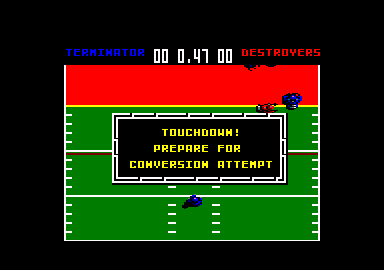 TERMINATOR 00 0.47 00 DESTROYERS
TOUCHDOWN!
PREPARE FOR
CONVERSION ATTEMPT